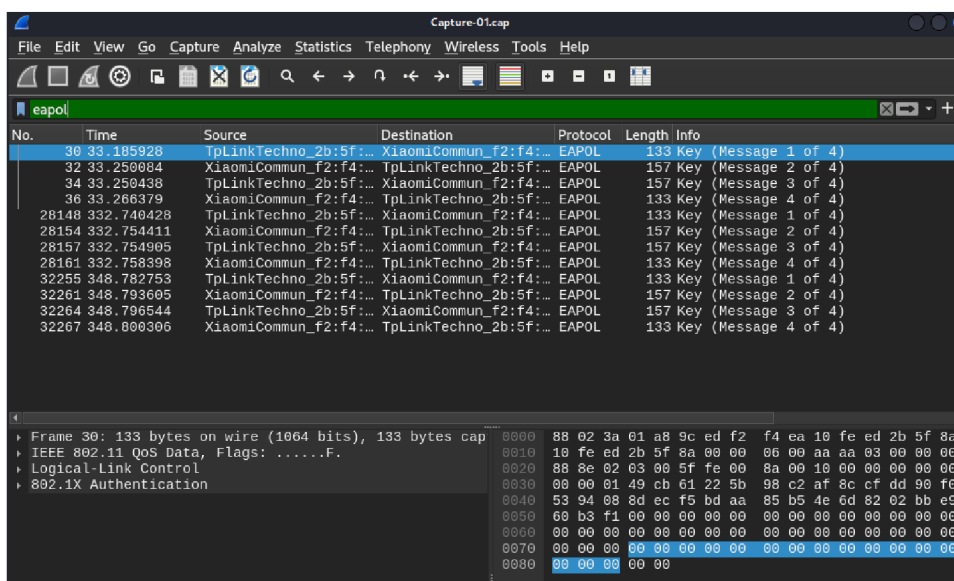 Capture-01.cap
File Edit View Go Capture Analyze Statistics Telephony Wireless Tools Help
eapol
No. Time Source Destination Protocol Length Info
30 33.185928 TpLinkTechno_2b:5f:… XiaomiCommun_f2:f4:… EAPOL 133 Key (Message 1 of 4)
32 33.250084 XiaomiCommun_f2:f4:… TpLinkTechno_2b:5f:… EAPOL 157 Key (Message 2 of 4)
34 33.250438 TpLinkTechno_2b:5f:… XiaomiCommun_f2:f4:… EAPOL 157 Key (Message 3 of 4)
36 33.266379 XiaomiCommun_f2:f4:… TpLinkTechno_2b:5f:… EAPOL 133 Key (Message 4 of 4)
28148 332.740428 TpLinkTechno_2b:5f:… XiaomiCommun_f2:f4:… EAPOL 133 Key (Message 1 of 4)
28154 332.754411 XiaomiCommun_f2:f4:… TpLinkTechno_2b:5f:… EAPOL 157 Key (Message 2 of 4)
28157 332.754905 TpLinkTechno_2b:5f:… XiaomiCommun_f2:f4:… EAPOL 157 Key (Message 3 of 4)
28161 332.758398 XiaomiCommun_f2:f4:… TpLinkTechno_2b:5f:… EAPOL 133 Key (Message 4 of 4)
32255 348.782753 TpLinkTechno_2b:5f:… XiaomiCommun_f2:f4:… EAPOL 133 Key (Message 1 of 4)
32261 348.793605 XiaomiCommun_f2:f4:… TpLinkTechno_2b:5f:… EAPOL 157 Key (Message 2 of 4)
32264 348.796544 TpLinkTechno_2b:5f:… XiaomiCommun_f2:f4:… EAPOL 157 Key (Message 3 of 4)
32267 348.800306 XiaomiCommun_f2:f4:… TpLinkTechno_2b:5f:… EAPOL 133 Key (Message 4 of 4)
Frame 30: 133 bytes on wire (1064 bits), 133 bytes cap
IEEE 802.11 QoS Data, Flags: ......F.
Logical-Link Control
802.1X Authentication
0000 88 02 3a 01 a8 9c ed f2 f4 ea 10 fe ed 2b 5f 8a
0010 10 fe ed 2b 5f 8a 00 00 06 00 aa aa 03 00 00 00
0020 88 8e 02 03 00 5f fe 00 8a 00 10 00 00 00 00 00
0030 00 00 01 49 cb 61 22 5b 98 c2 af 8c cf dd 90 f0
0040 53 94 08 8d ec f5 bd aa 85 b5 4e 6d 82 02 bb e9
0050 60 b3 f1 00 00 00 00 00 00 00 00 00 00 00 00 00
0060 00 00 00 00 00 00 00 00 00 00 00 00 00 00 00 00
0070 00 00 00 00 00 00 00 00 00 00 00 00 00 00 00 00
0080 00 00 00 00 00